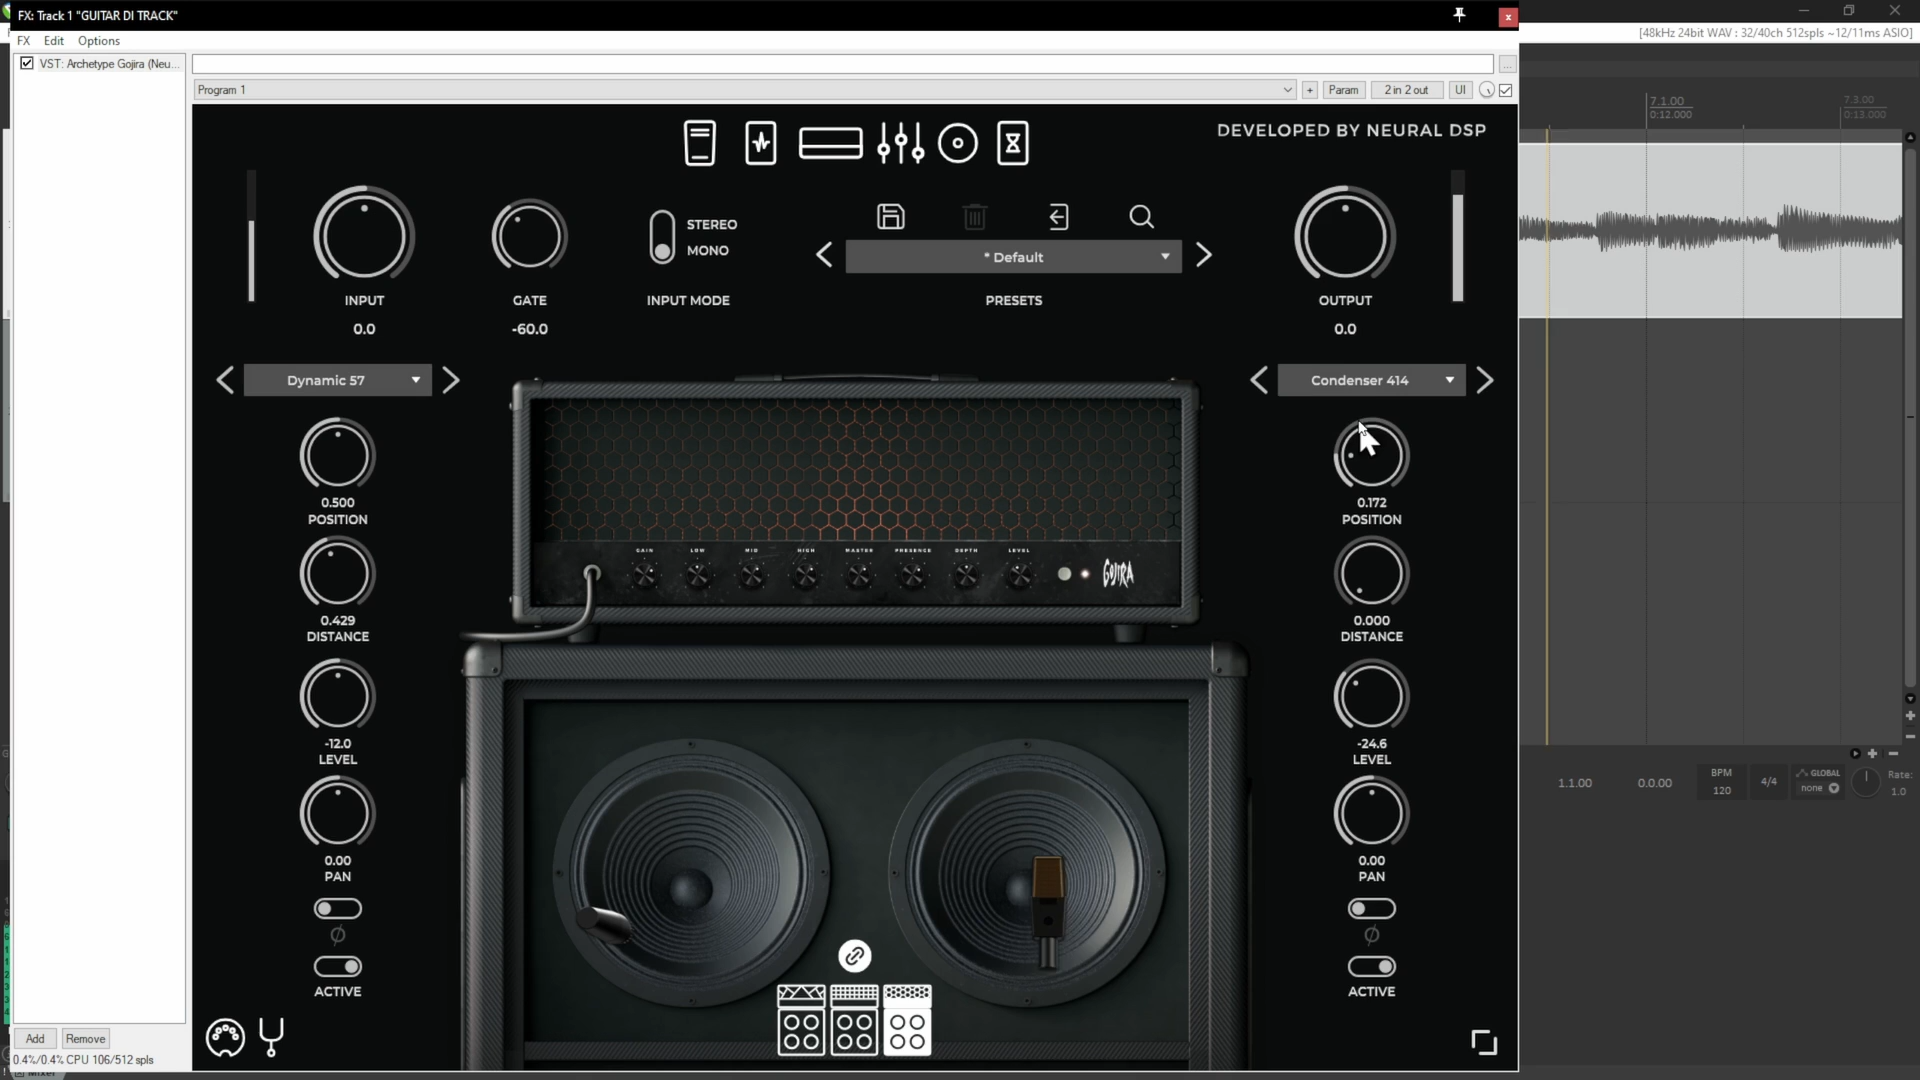 FX: Track 1 "GUITAR DI TRACK"
x
FX Edit Options
[48kHz 24bit WAV : 32/40ch 512spls ~12/11ms ASIO]
VST: Archetype Gojira (Neu...
...
Program 1
+
Param
2 in 2 out
UI
7.1.00
0:12.000
7.3.00
0:13.000
DEVELOPED BY NEURAL DSP
STEREO
MONO
* Default
INPUT
GATE
INPUT MODE
PRESETS
OUTPUT
0.0
-60.0
0.0
Dynamic 57
Condenser 414
0.500
POSITION
0.172
POSITION
GAIN LOW MID HIGH MASTER PRESENCE DEPTH LEVEL
GOJIRA
0.429
DISTANCE
0.000
DISTANCE
-12.0
LEVEL
-24.6
LEVEL
0.00
PAN
0.00
PAN
Ø
Ø
ACTIVE
ACTIVE
1.1.00
0.0.00
BPM
120
4/4
GLOBAL
none
Rate:
1.0
Add
Remove
0.4%/0.4% CPU 106/512 spls
Mixer